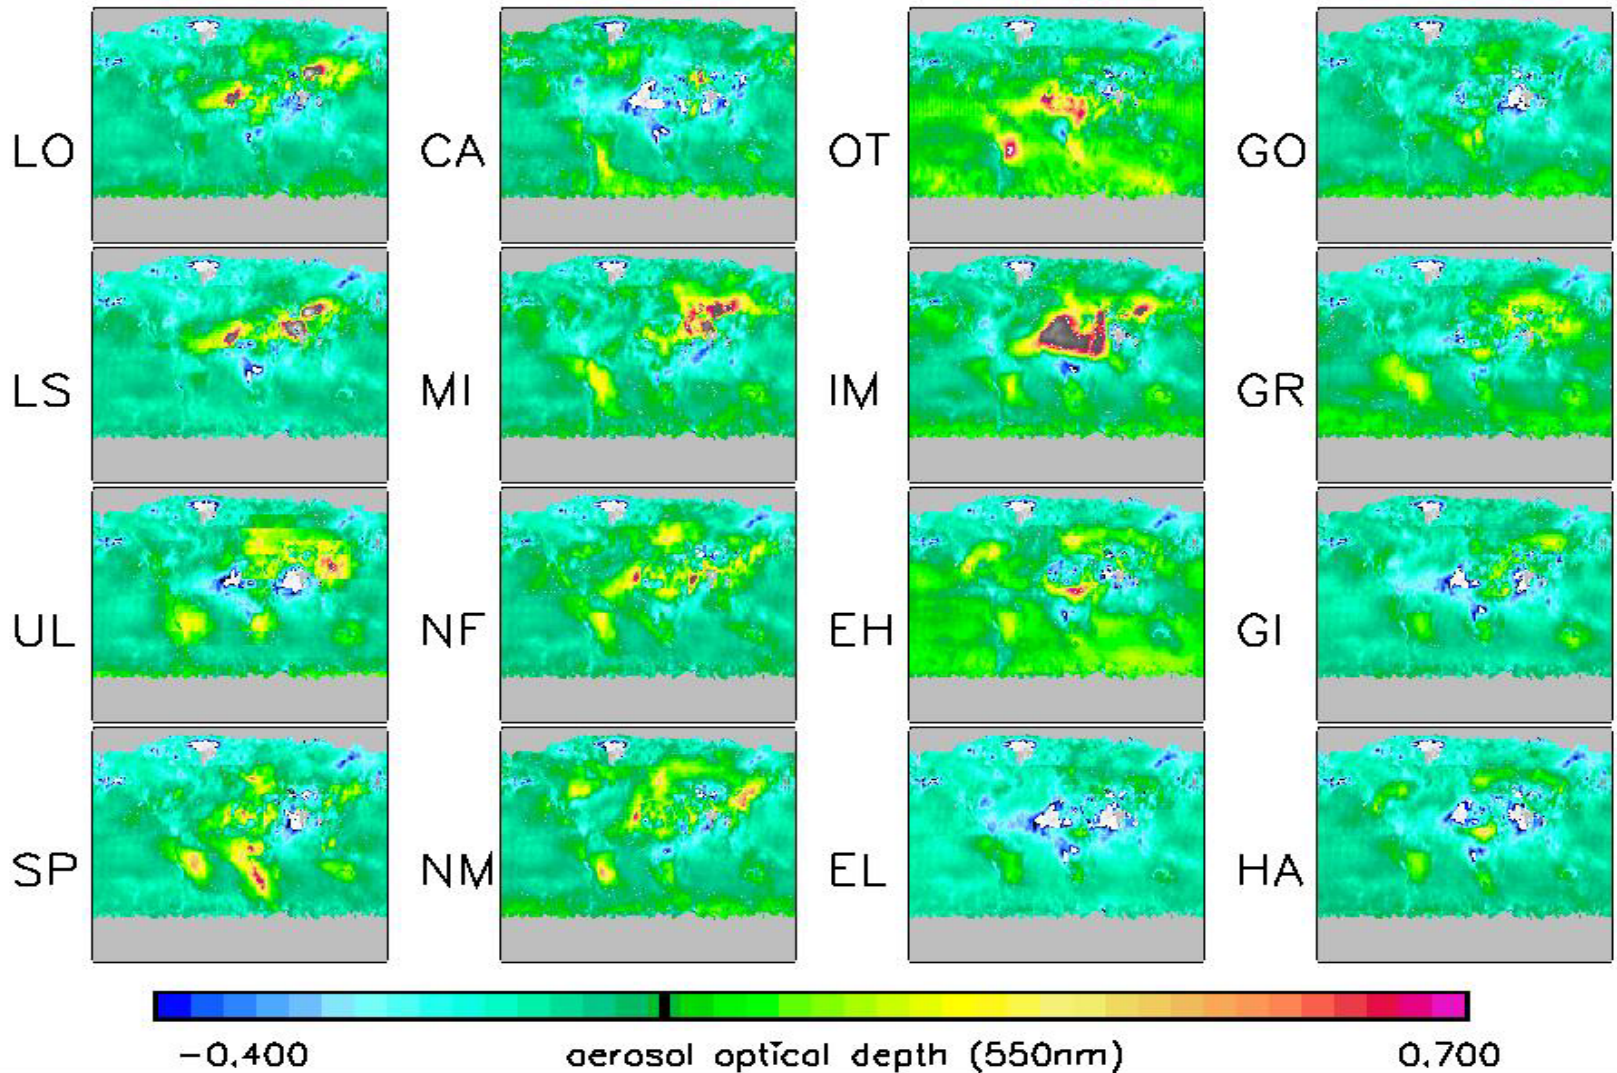 LO CA OT GO
LS MI IM GR
UL NF EH GI
SP NM EL HA
−0.400 aerosol optical depth (550nm) 0.700